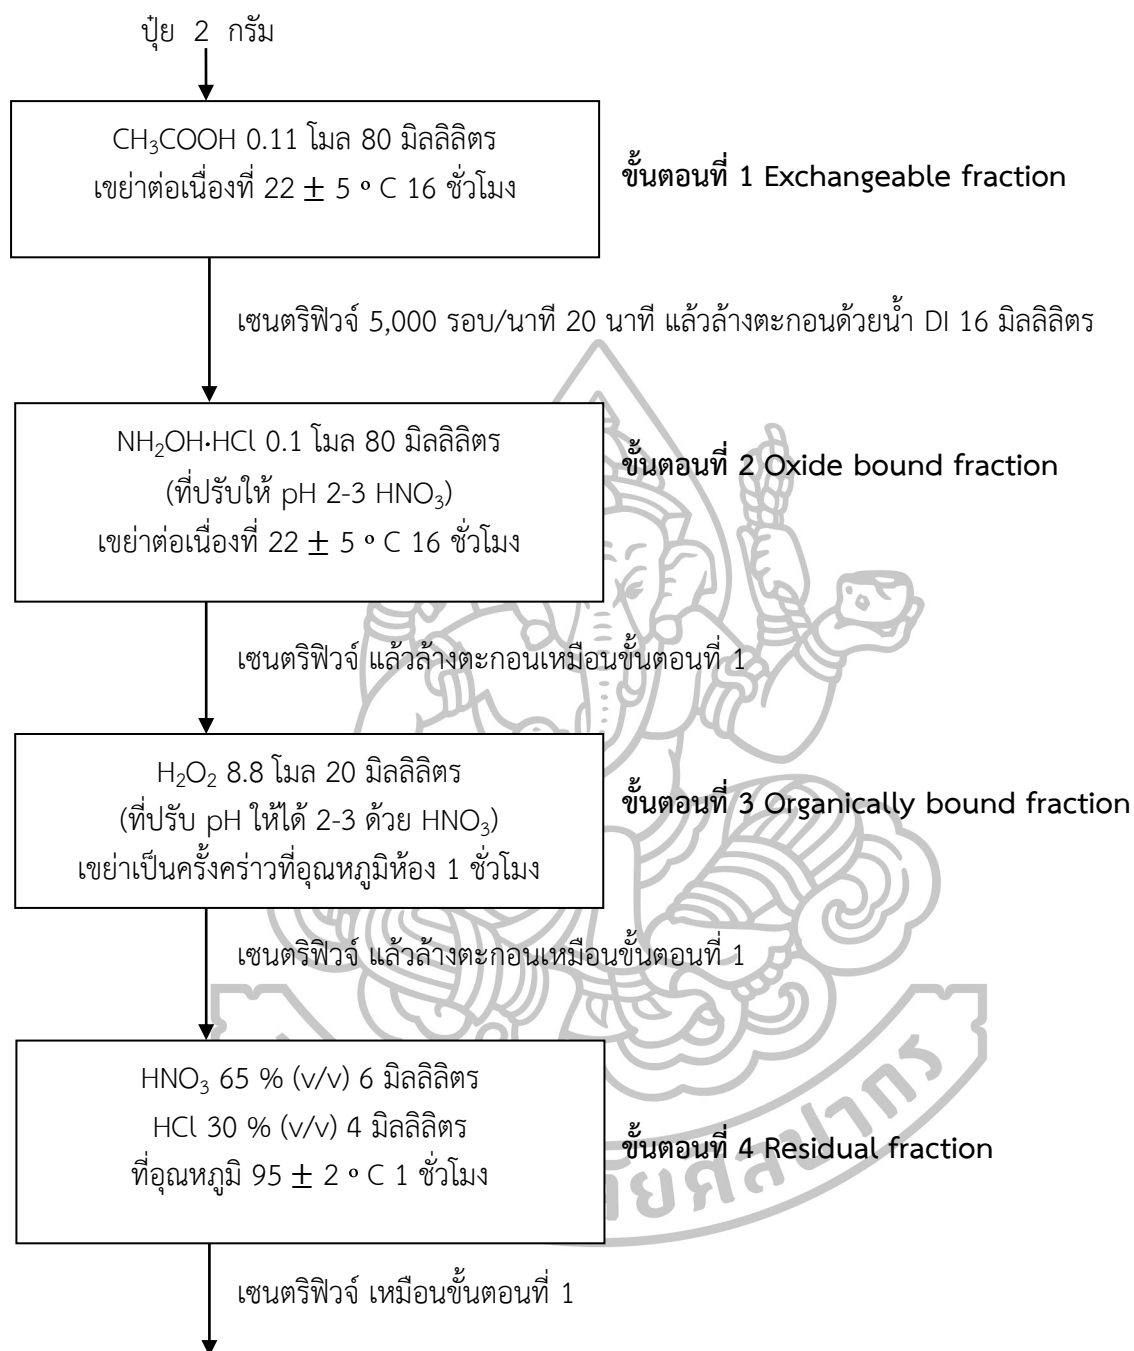 ปุ๋ย 2 กรัม
CH₃COOH 0.11 โมล 80 มิลลิลิตร
เขย่าต่อเนื่องที่ 22 ± 5 º C 16 ชั่วโมง
ขั้นตอนที่ 1 Exchangeable fraction
เซนตริฟิวจ์ 5,000 รอบ/นาที 20 นาที แล้วล้างตะกอนด้วยน้ำ DI 16 มิลลิลิตร
NH₂OH·HCl 0.1 โมล 80 มิลลิลิตร
(ที่ปรับให้ pH 2-3 HNO₃)
เขย่าต่อเนื่องที่ 22 ± 5 º C 16 ชั่วโมง
ขั้นตอนที่ 2 Oxide bound fraction
เซนตริฟิวจ์ แล้วล้างตะกอนเหมือนขั้นตอนที่ 1
H₂O₂ 8.8 โมล 20 มิลลิลิตร
(ที่ปรับ pH ให้ได้ 2-3 ด้วย HNO₃)
เขย่าเป็นครั้งคร่าวที่อุณหภูมิห้อง 1 ชั่วโมง
ขั้นตอนที่ 3 Organically bound fraction
เซนตริฟิวจ์ แล้วล้างตะกอนเหมือนขั้นตอนที่ 1
HNO₃ 65 % (v/v) 6 มิลลิลิตร
HCl 30 % (v/v) 4 มิลลิลิตร
ที่อุณหภูมิ 95 ± 2 º C 1 ชั่วโมง
ขั้นตอนที่ 4 Residual fraction
เซนตริฟิวจ์ เหมือนขั้นตอนที่ 1